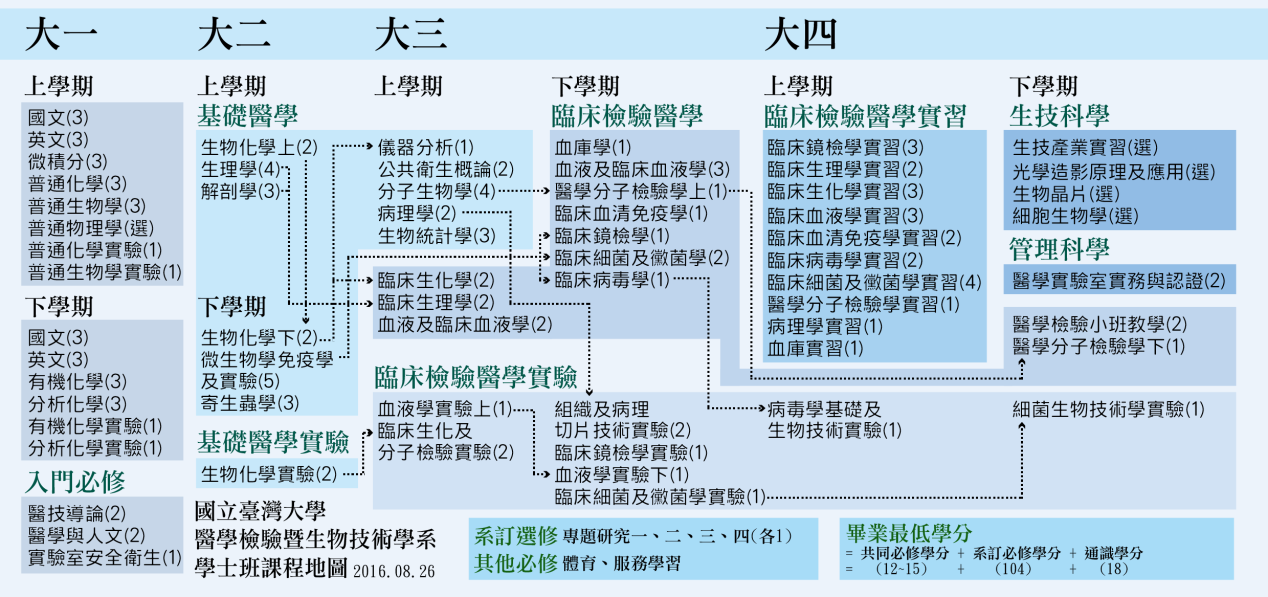 大一
大二
大三
大四
上學期
國文(3)
英文(3)
微積分(3)
普通化學(3)
普通生物學(3)
普通物理學(選)
普通化學實驗(1)
普通生物學實驗(1)
下學期
國文(3)
英文(3)
有機化學(3)
分析化學(3)
有機化學實驗(1)
分析化學實驗(1)
入門必修
醫技導論(2)
醫學與人文(2)
實驗室安全衛生(1)
上學期
基礎醫學
生物化學上(2)
生理學(4)
解剖學(3)
下學期
生物化學下(2)
微生物學免疫學
及實驗(5)
寄生蟲學(3)
基礎醫學實驗
生物化學實驗(2)
上學期
儀器分析(1)
公共衛生概論(2)
分子生物學(4)
病理學(2)
生物統計學(3)
臨床生化學(2)
臨床生理學(2)
血液及臨床血液學(2)
臨床檢驗醫學實驗
血液學實驗上(1)
臨床生化及
分子檢驗實驗(2)
下學期
臨床檢驗醫學
血庫學(1)
血液及臨床血液學(3)
醫學分子檢驗學上(1)
臨床血清免疫學(1)
臨床鏡檢學(1)
臨床細菌及黴菌學(2)
臨床病毒學(1)
組織及病理
切片技術實驗(2)
臨床鏡檢學實驗(1)
血液學實驗下(1)
臨床細菌及黴菌學實驗(1)
上學期
臨床檢驗醫學實習
臨床鏡檢學實習(3)
臨床生理學實習(2)
臨床生化學實習(3)
臨床血液學實習(3)
臨床血清免疫學實習(2)
臨床病毒學實習(2)
臨床細菌及黴菌學實習(4)
醫學分子檢驗學實習(1)
病理學實習(1)
血庫實習(1)
病毒學基礎及
生物技術實驗(1)
下學期
生技科學
生技產業實習(選)
光學造影原理及應用(選)
生物晶片(選)
細胞生物學(選)
管理科學
醫學實驗室實務與認證(2)
醫學檢驗小班教學(2)
醫學分子檢驗學下(1)
細菌生物技術學實驗(1)
國立臺灣大學
醫學檢驗暨生物技術學系
學士班課程地圖 2016.08.26
系訂選修 專題研究一、二、三、四(各1)
其他必修 體育、服務學習
畢業最低學分
= 共同必修學分 + 系訂必修學分 + 通識學分
= (12~15) + (104) + (18)